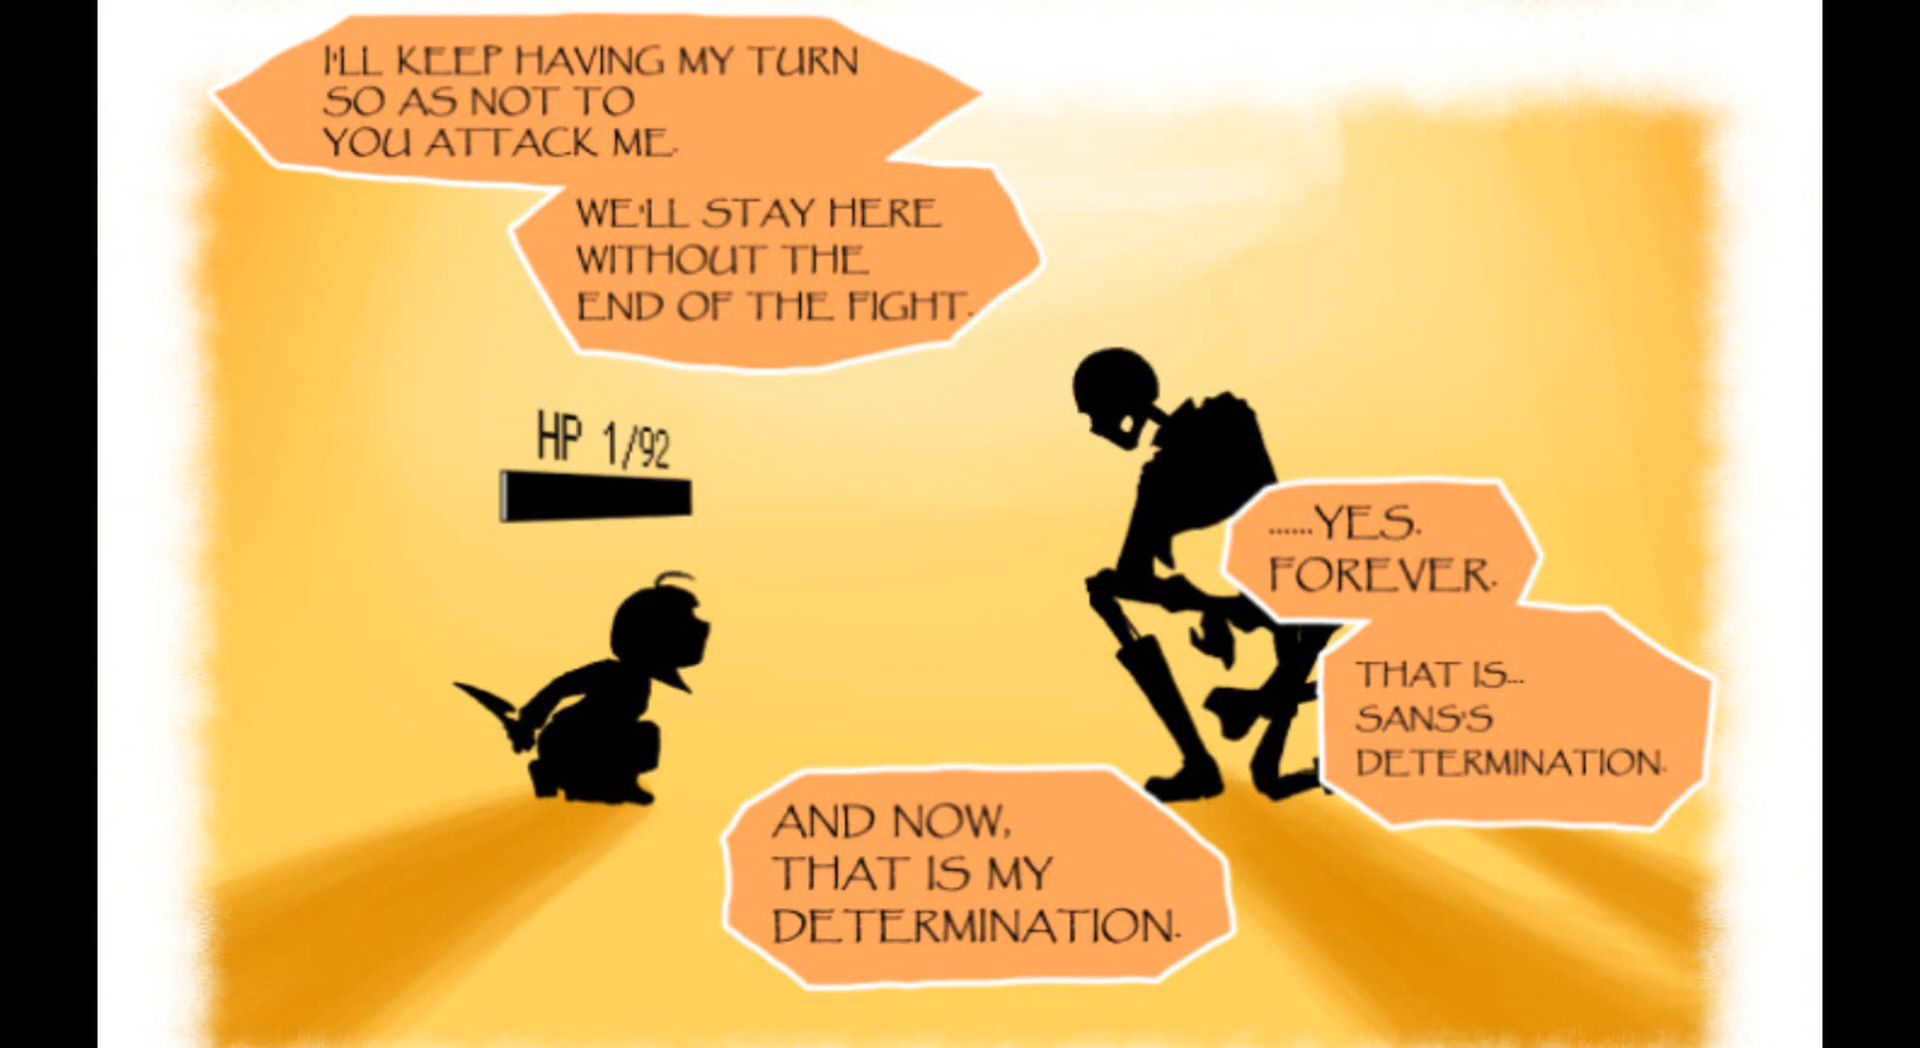 I'LL KEEP HAVING MY TURN
SO AS NOT TO
YOU ATTACK ME.
WE'LL STAY HERE
WITHOUT THE
END OF THE FIGHT.
HP 1/92
......YES.
FOREVER.
THAT IS...
SANS'S
DETERMINATION.
AND NOW,
THAT IS MY
DETERMINATION.